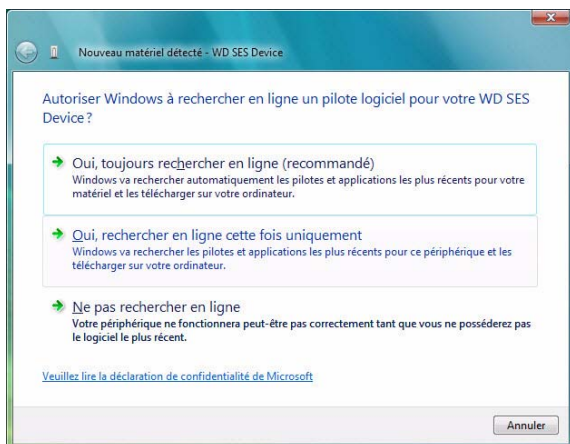 Nouveau matériel détecté - WD SES Device
Autoriser Windows à rechercher en ligne un pilote logiciel pour votre WD SES
Device ?
Oui, toujours rechercher en ligne (recommandé)
Windows va rechercher automatiquement les pilotes et applications les plus récents pour votre
matériel et les télécharger sur votre ordinateur.
Oui, rechercher en ligne cette fois uniquement
Windows va rechercher les pilotes et applications les plus récents pour ce périphérique et les
télécharger sur votre ordinateur.
Ne pas rechercher en ligne
Votre périphérique ne fonctionnera peut-être pas correctement tant que vous ne posséderez pas
le logiciel le plus récent.
Veuillez lire la déclaration de confidentialité de Microsoft
Annuler